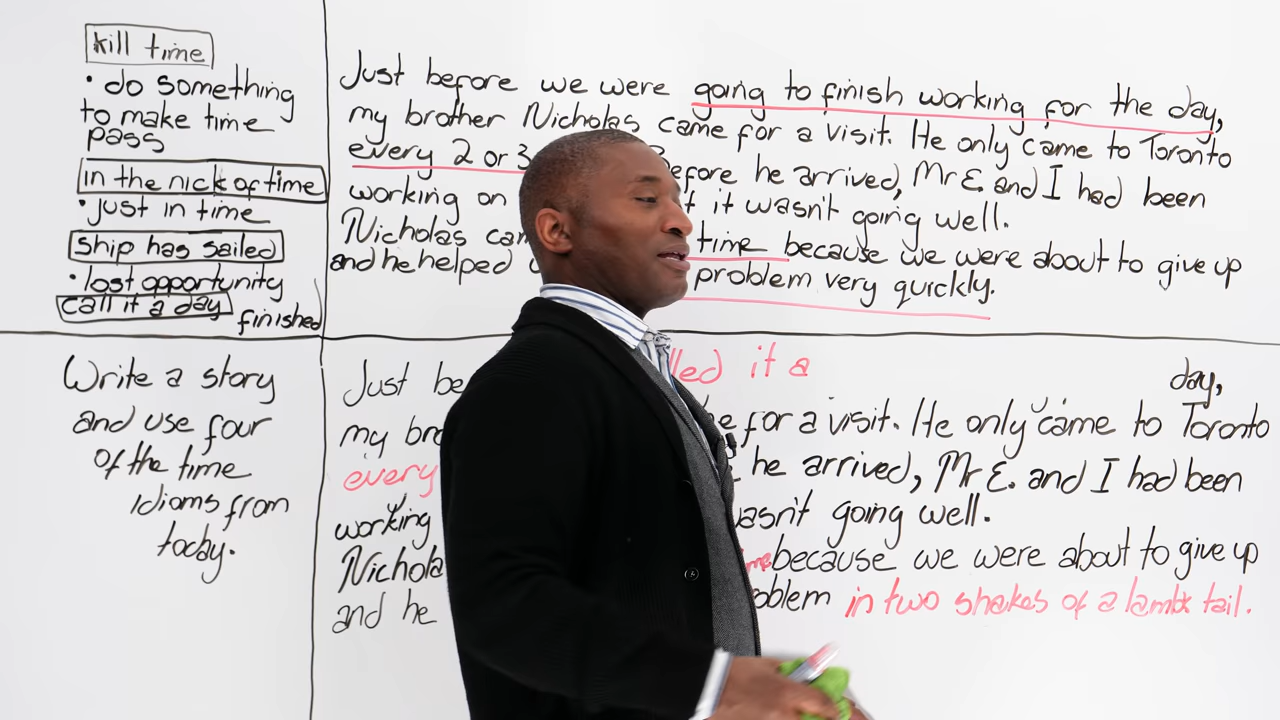 kill time
• do something
to make time
pass
in the nick of time
• just in time
ship has sailed
• lost opportunity
call it a day
finished
Just before we were going to finish working for the day,
my brother Nicholas came for a visit. He only came to Toronto
every 2 or 3 before he arrived, Mr E. and I had been
working on it wasn't going well.
Nicholas time because we were about to give up
and he helped problem very quickly.
Write a story
and use four
of the time
idioms from
today.
Just it a day,
my for a visit. He only came to Toronto
every he arrived, Mr E. and I had been
working wasn't going well.
because we were about to give up
and he in two shakes of a lamb's tail.